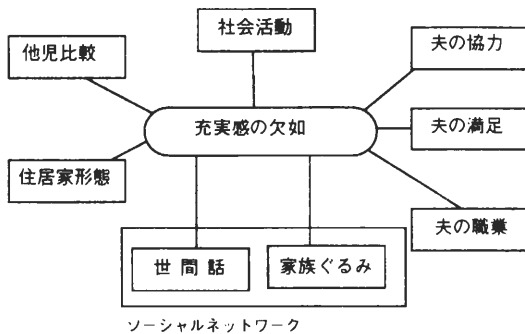 社会活動
他児比較
夫の協力
充実感の欠如
夫の満足
住居家形態
夫の職業
世間話
家族ぐるみ
ソーシャルネットワーク